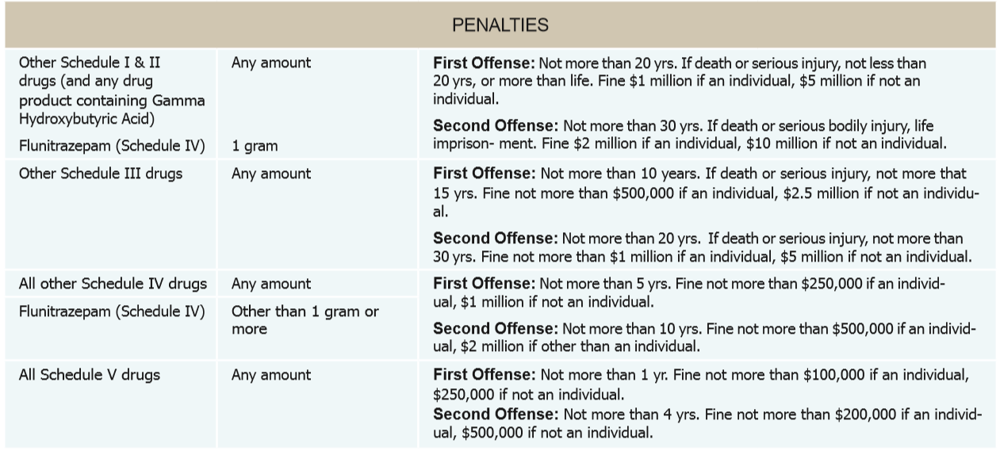 PENALTIES
Other Schedule I & II
drugs (and any drug
product containing Gamma
Hydroxybutyric Acid)
Any amount
Flunitrazepam (Schedule IV)
1 gram
First Offense: Not more than 20 yrs. If death or serious injury, not less than
20 yrs, or more than life. Fine $1 million if an individual, $5 million if not an
individual.
Second Offense: Not more than 30 yrs. If death or serious bodily injury, life
imprison- ment. Fine $2 million if an individual, $10 million if not an individual.
Other Schedule III drugs
Any amount
First Offense: Not more than 10 years. If death or serious injury, not more that
15 yrs. Fine not more than $500,000 if an individual, $2.5 million if not an individu-
al.
Second Offense: Not more than 20 yrs. If death or serious injury, not more than
30 yrs. Fine not more than $1 million if an individual, $5 million if not an individual.
All other Schedule IV drugs
Any amount
Flunitrazepam (Schedule IV)
Other than 1 gram or
more
First Offense: Not more than 5 yrs. Fine not more than $250,000 if an individ-
ual, $1 million if not an individual.
Second Offense: Not more than 10 yrs. Fine not more than $500,000 if an individ-
ual, $2 million if other than an individual.
All Schedule V drugs
Any amount
First Offense: Not more than 1 yr. Fine not more than $100,000 if an individual,
$250,000 if not an individual.
Second Offense: Not more than 4 yrs. Fine not more than $200,000 if an individ-
ual, $500,000 if not an individual.